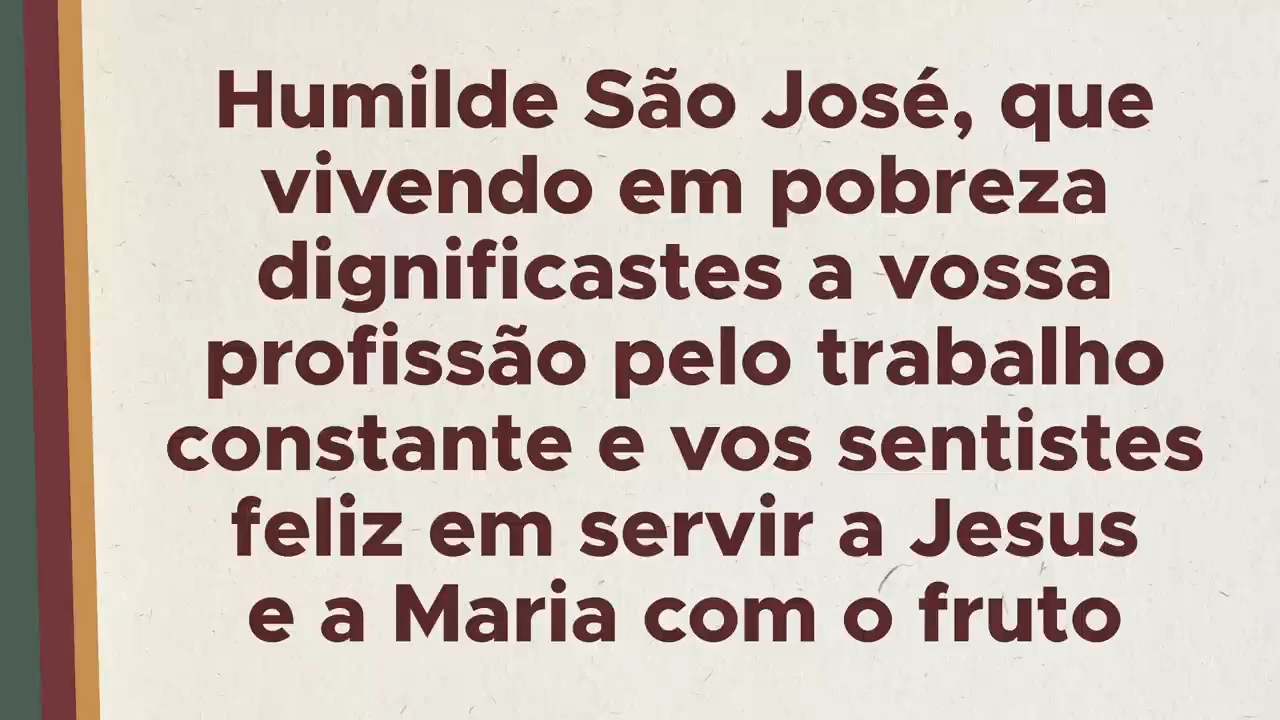 Humilde São José, que
vivendo em pobreza
dignificastes a vossa
profissão pelo trabalho
constante e vos sentistes
feliz em servir a Jesus
e a Maria com o fruto